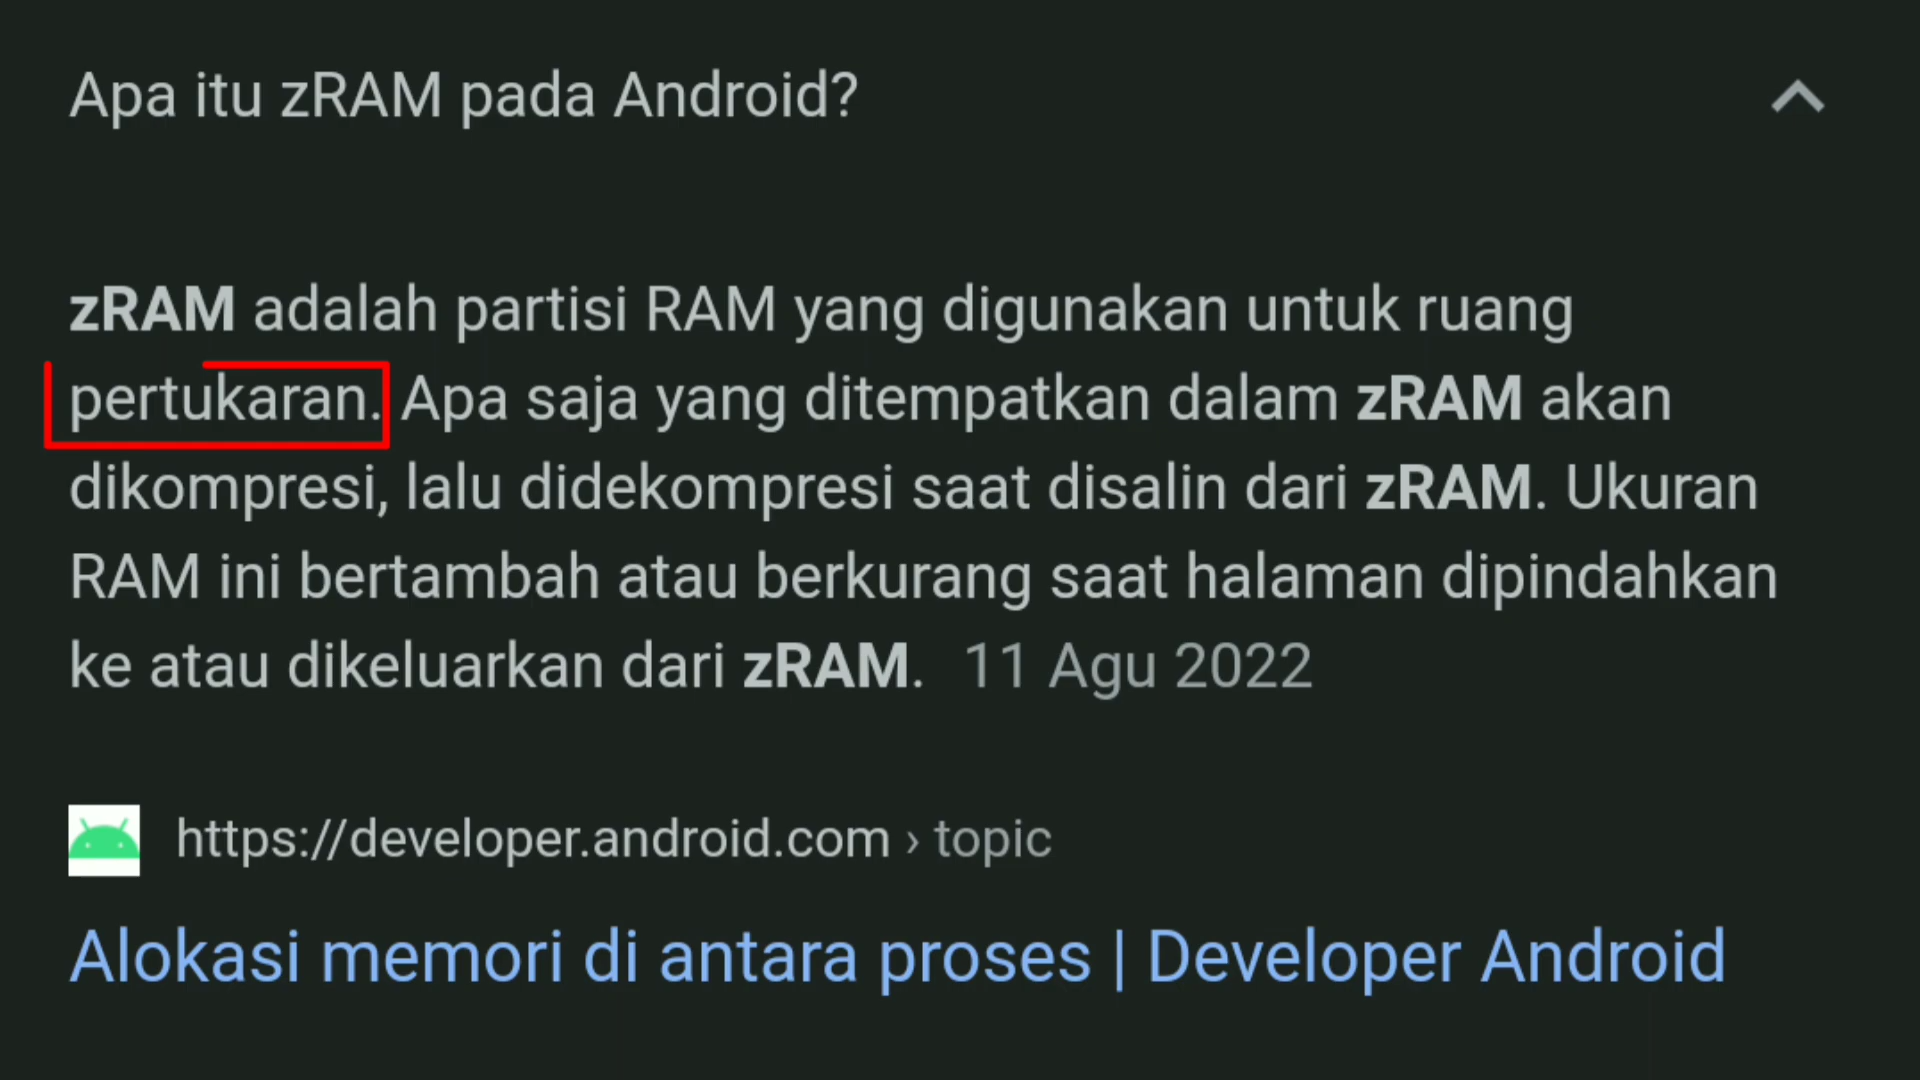 Apa itu zRAM pada Android?
zRAM adalah partisi RAM yang digunakan untuk ruang
pertukaran. Apa saja yang ditempatkan dalam zRAM akan
dikompresi, lalu didekompresi saat disalin dari zRAM. Ukuran
RAM ini bertambah atau berkurang saat halaman dipindahkan
ke atau dikeluarkan dari zRAM. 11 Agu 2022
https://developer.android.com › topic
Alokasi memori di antara proses | Developer Android